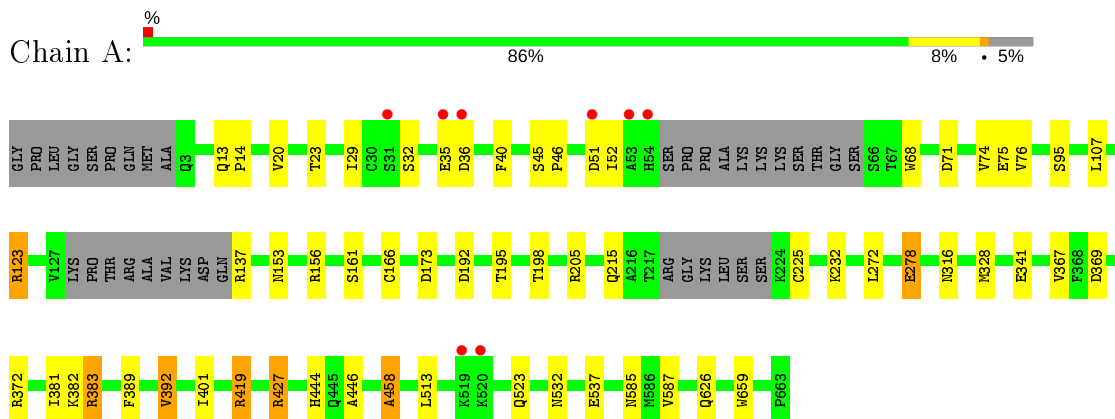 %
Chain A:
86% 8% • 5%
GLY PRO LEU GLY SER PRO GLN MET ALA Q3 Q13 P14 V20 T23 I29 C30 S31 S32 E35 D36 F40 S45 P46 D51 I52 A53 H54 SER PRO PRO ALA LYS LYS LYS SER THR GLY SER S66 T67 W68 D71 V74 E75 V76 S95 L107
R123 V127 LYS PRO THR ARG ALA VAL LYS ASP GLN R137 N153 R156 S161 C166 D173 D192 T195 T198 R205 Q215 A216 T217 ARG GLY LYS LEU SER SER K224 C225 K232 L272 E278 N316 M328 E341 V367 F368 D369
R372 I381 K382 R383 F389 V392 I401 R419 R427 H444 Q445 A446 A458 L513 K519 K520 Q523 N532 E537 N585 M586 V587 Q626 W659 P663